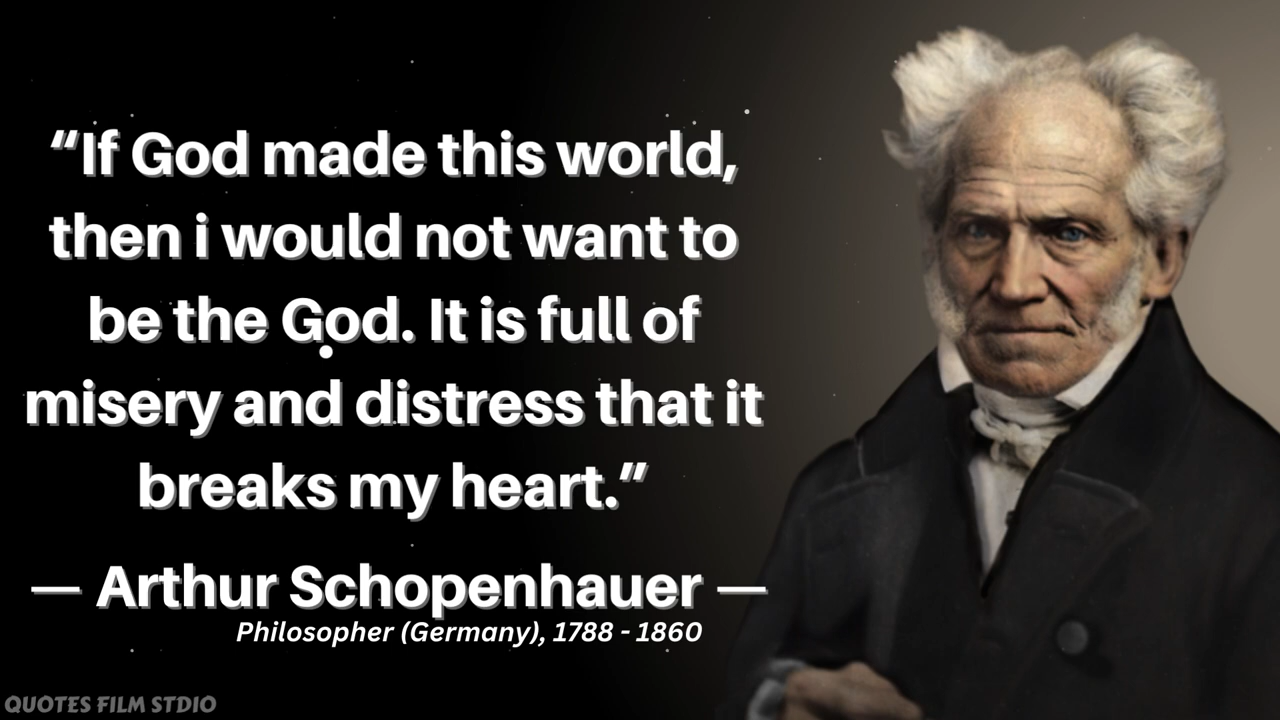 “If God made this world,
then i would not want to
be the God. It is full of
misery and distress that it
breaks my heart.”
— Arthur Schopenhauer —
Philosopher (Germany), 1788 - 1860
QUOTES FILM STDIO